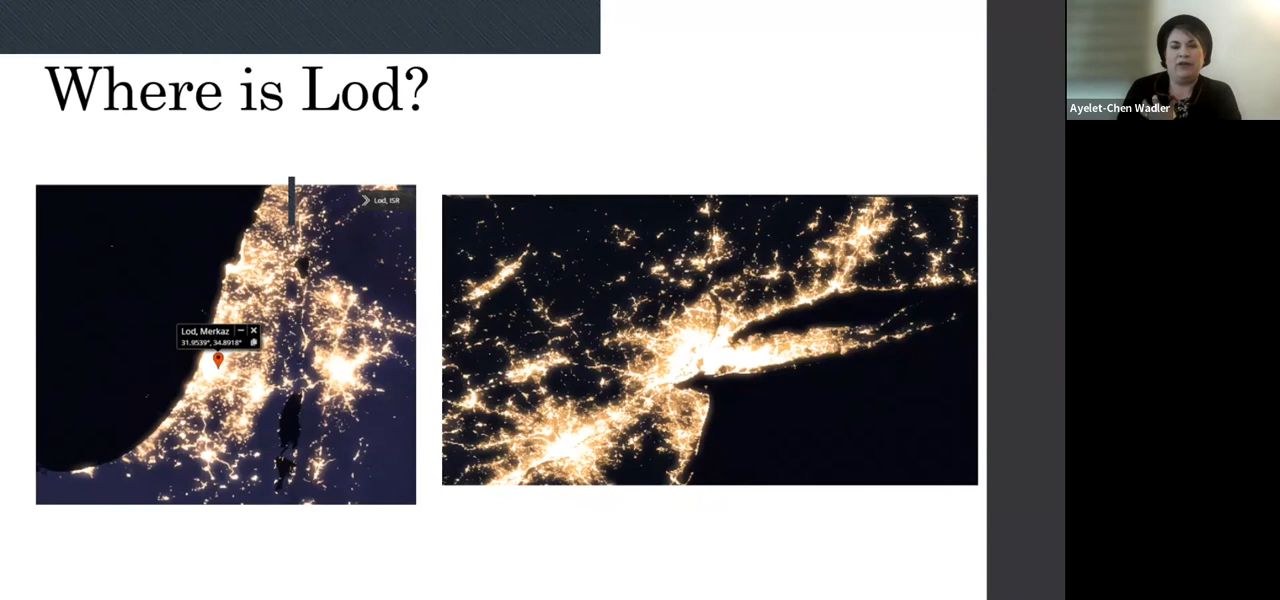 Where is Lod?
Lod, ISR
Lod, Merkaz
31.9539°, 34.8918°
Ayelet-Chen Wadler